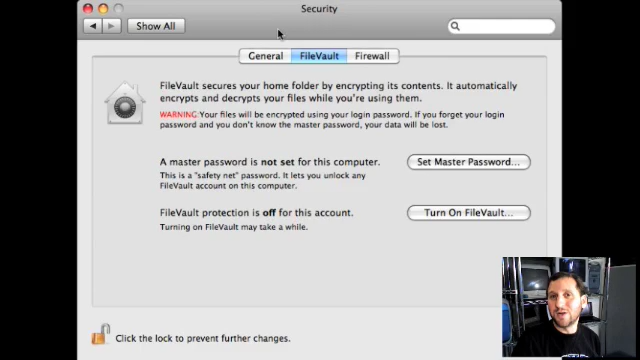 Security
Show All
General FileVault Firewall
FileVault secures your home folder by encrypting its contents. It automatically
encrypts and decrypts your files while you're using them.
WARNING:Your files will be encrypted using your login password. If you forget your login
password and you don't know the master password, your data will be lost.
A master password is not set for this computer.
Set Master Password...
This is a "safety net" password. It lets you unlock any
FileVault account on this computer.
FileVault protection is off for this account.
Turn On FileVault...
Turning on FileVault may take a while.
Click the lock to prevent further changes.